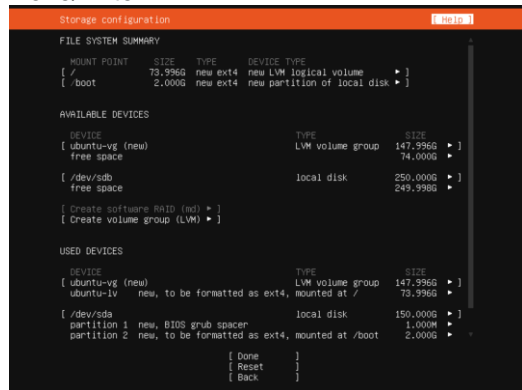 Storage configuration [ Help ]
FILE SYSTEM SUMMARY
MOUNT POINT SIZE TYPE DEVICE TYPE
[ / 73.996G new ext4 new LVM logical volume ▸ ]
[ /boot 2.000G new ext4 new partition of local disk ▸ ]
AVAILABLE DEVICES
DEVICE TYPE SIZE
[ ubuntu-vg (new) LVM volume group 147.996G ▸ ]
free space 74.000G ▸
[ /dev/sdb local disk 250.000G ▸ ]
free space 249.998G ▸
[ Create software RAID (md) ▸ ]
[ Create volume group (LVM) ▸ ]
USED DEVICES
DEVICE TYPE SIZE
[ ubuntu-vg (new) LVM volume group 147.996G ▸ ]
ubuntu-lv new, to be formatted as ext4, mounted at / 73.996G ▸
[ /dev/sda local disk 150.000G ▸ ]
partition 1 new, BIOS grub spacer 1.000M ▸
partition 2 new, to be formatted as ext4, mounted at /boot 2.000G ▸
[ Done ]
[ Reset ]
[ Back ]